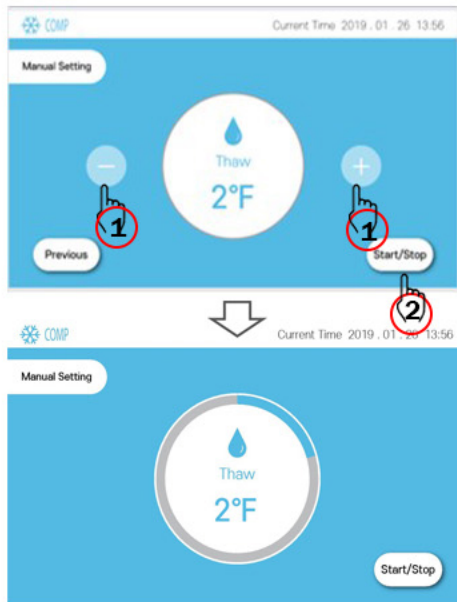 COMP
Current Time 2019 . 01 . 26 13:56
Manual Setting
−
+
Thaw
2°F
1
1
Previous
Start/Stop
2
COMP
Current Time 2019 . 01 . 26 13:56
Manual Setting
Thaw
2°F
Start/Stop